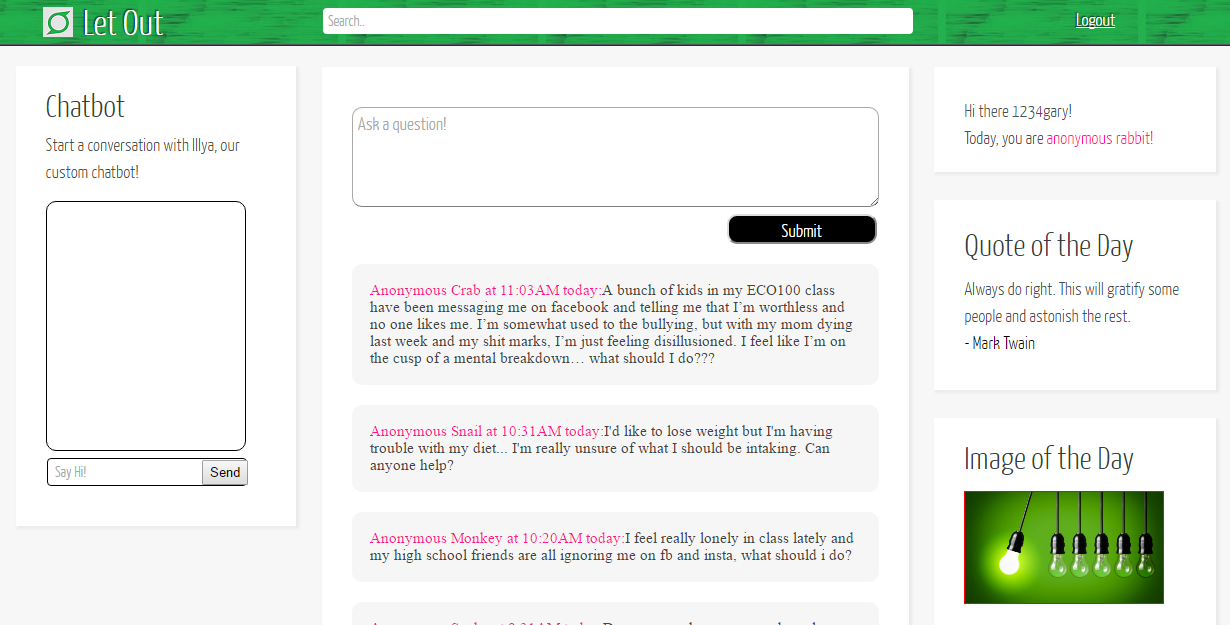 Let Out
Search..
Logout
Chatbot
Start a conversation with Illya, our
custom chatbot!
Say Hi!
Send
Ask a question!
Submit
Anonymous Crab at 11:03AM today:A bunch of kids in my ECO100 class
have been messaging me on facebook and telling me that I’m worthless and
no one likes me. I’m somewhat used to the bullying, but with my mom dying
last week and my shit marks, I’m just feeling disillusioned. I feel like I’m on
the cusp of a mental breakdown… what should I do???
Anonymous Snail at 10:31AM today:I'd like to lose weight but I'm having
trouble with my diet... I'm really unsure of what I should be intaking. Can
anyone help?
Anonymous Monkey at 10:20AM today:I feel really lonely in class lately and
my high school friends are all ignoring me on fb and insta, what should i do?
Hi there 1234gary!
Today, you are anonymous rabbit!
Quote of the Day
Always do right. This will gratify some
people and astonish the rest.
- Mark Twain
Image of the Day